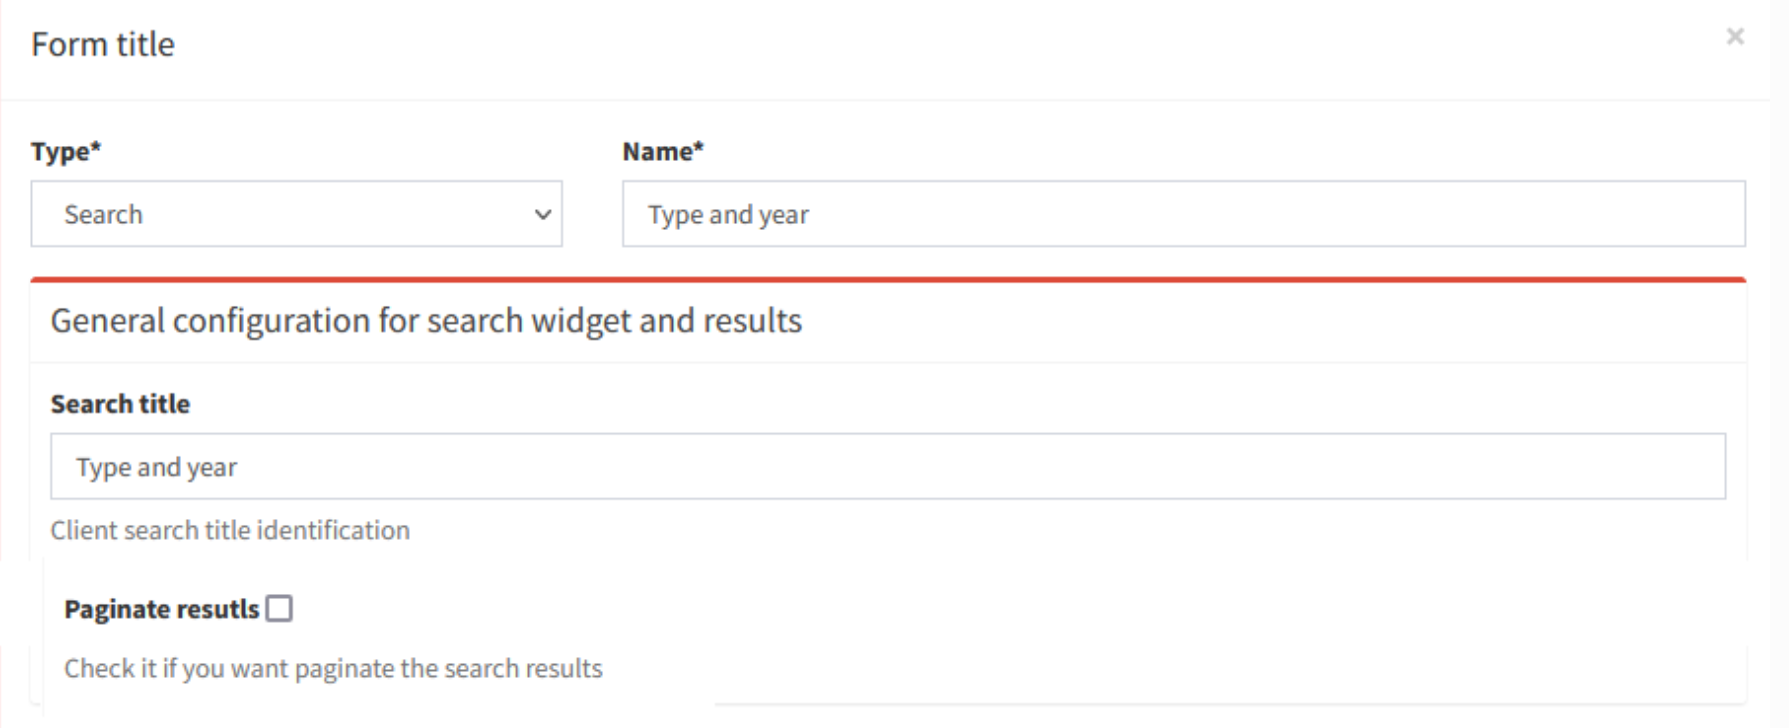 Form title ×
Type* Name*
Search Type and year
General configuration for search widget and results
Search title
Type and year
Client search title identification
Paginate resutls
Check it if you want paginate the search results